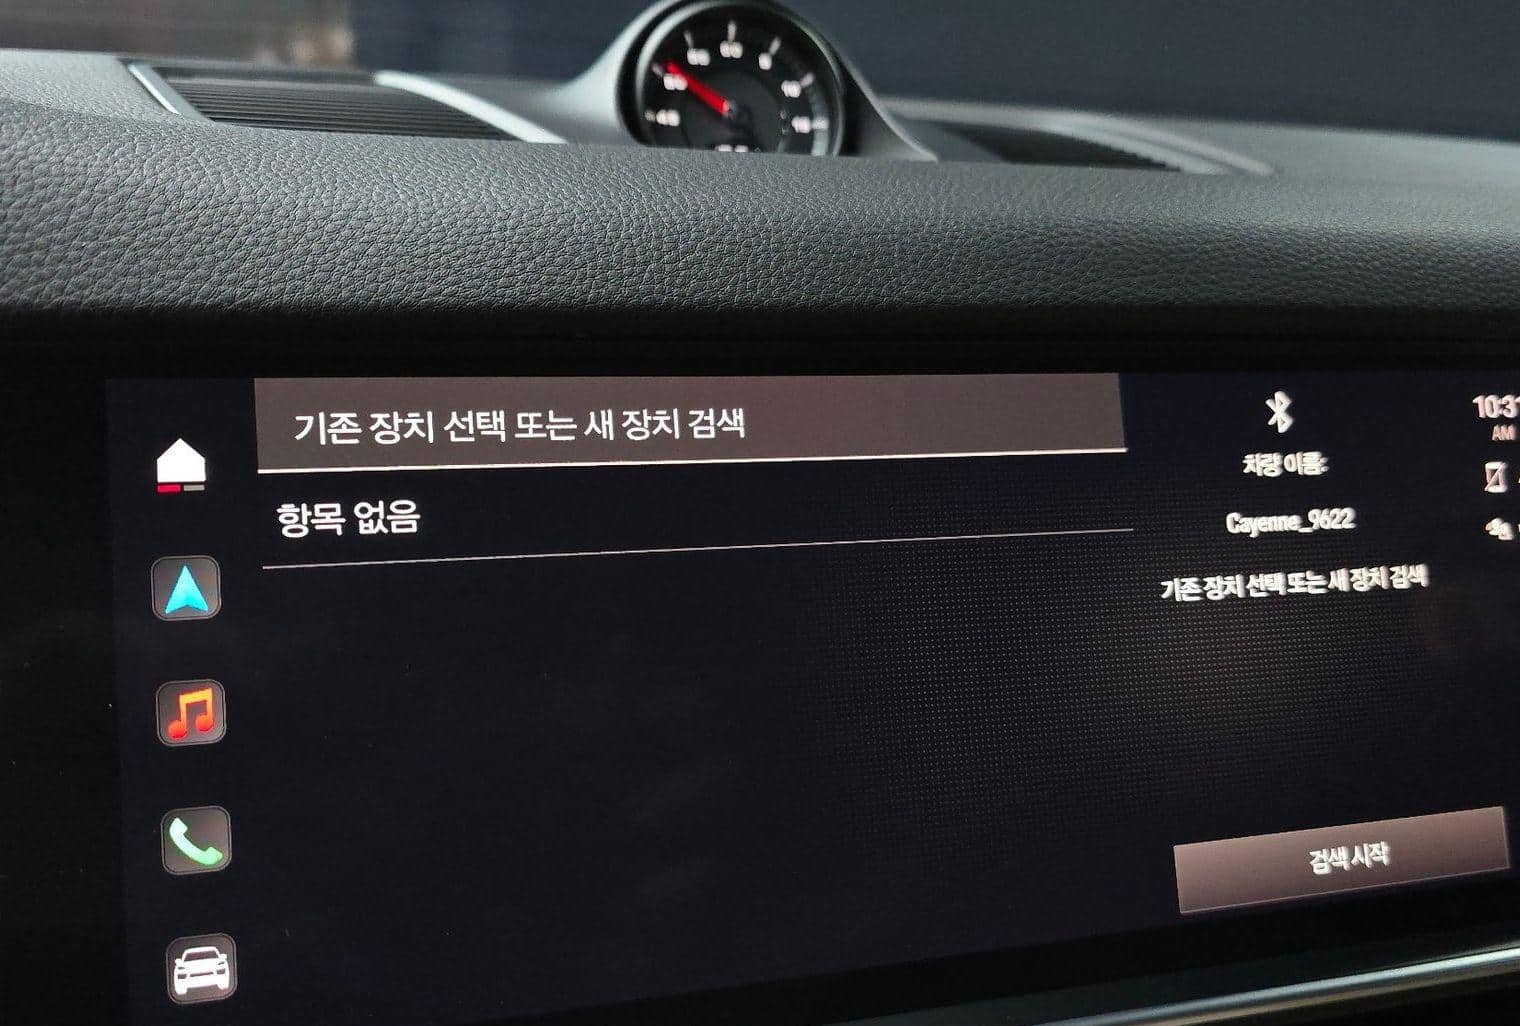 기존 장치 선택 또는 새 장치 검색
항목 없음
차량 이름:
Cayenne_9622
기존 장치 선택 또는 새 장치 검색
검색 시작
10:31
AM